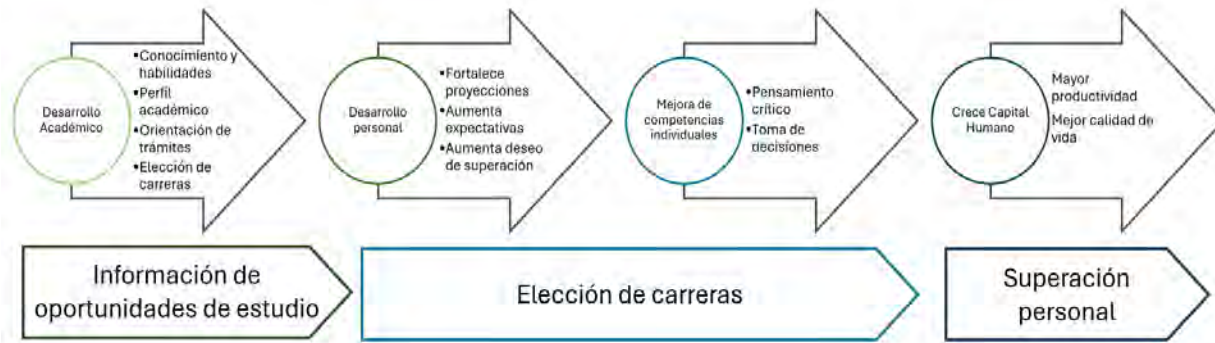 Desarrollo
Académico
•Conocimiento y
habilidades
•Perfil
académico
•Orientación de
trámites
•Elección de
carreras
Desarrollo
personal
•Fortalece
proyecciones
•Aumenta
expectativas
•Aumenta deseo
de superación
Mejora de
competencias
individuales
•Pensamiento
crítico
•Toma de
decisiones
Crece Capital
Humano
Mayor
productividad
Mejor calidad de
vida
Información de
oportunidades de estudio
Elección de carreras
Superación
personal